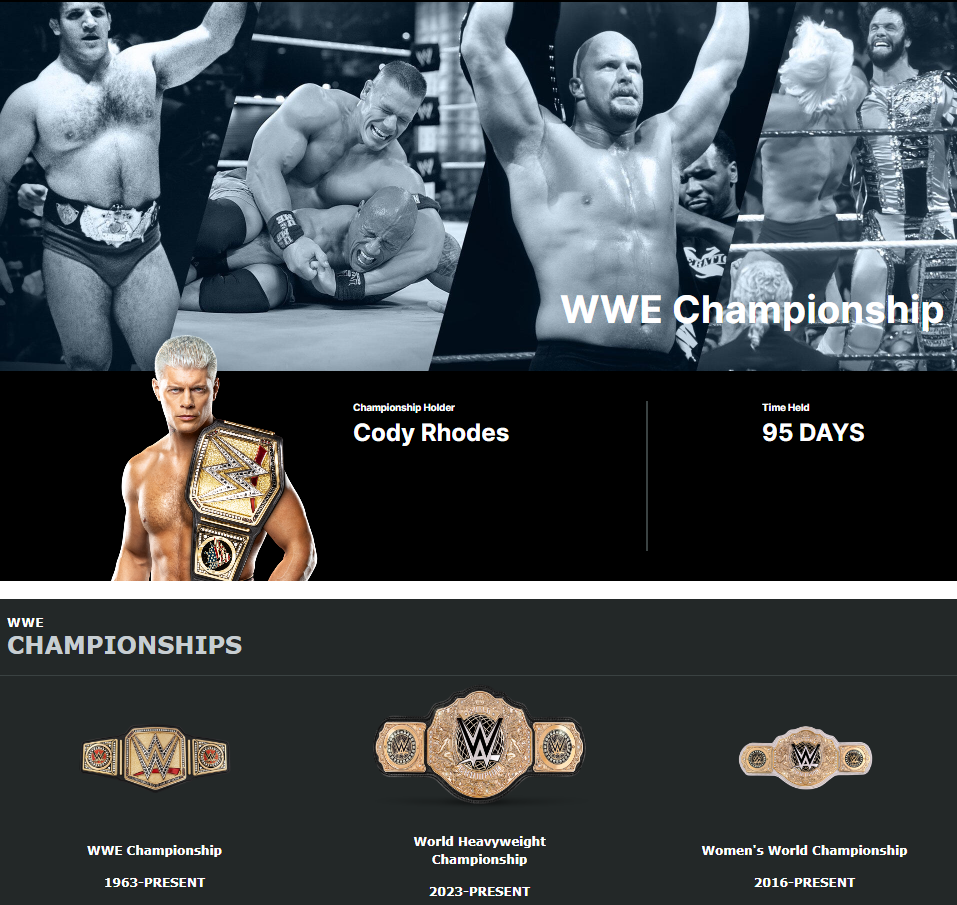 WWE Championship
Championship Holder
Cody Rhodes
Time Held
95 DAYS
WWE
CHAMPIONSHIPS
WWE Championship
1963-PRESENT
World Heavyweight
Championship
2023-PRESENT
Women's World Championship
2016-PRESENT